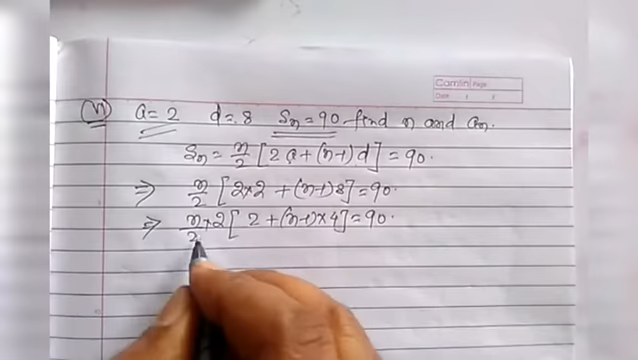 Camlin Page
Date
(vi) a=2 d=8 Sn=90 find n and an.
Sn = n/2 [2a+(n-1)d] = 90.
⇒ n/2 [2×2 +(n-1)8] = 90.
⇒ n/2 ×2[ 2 +(n-1)×4] = 90.